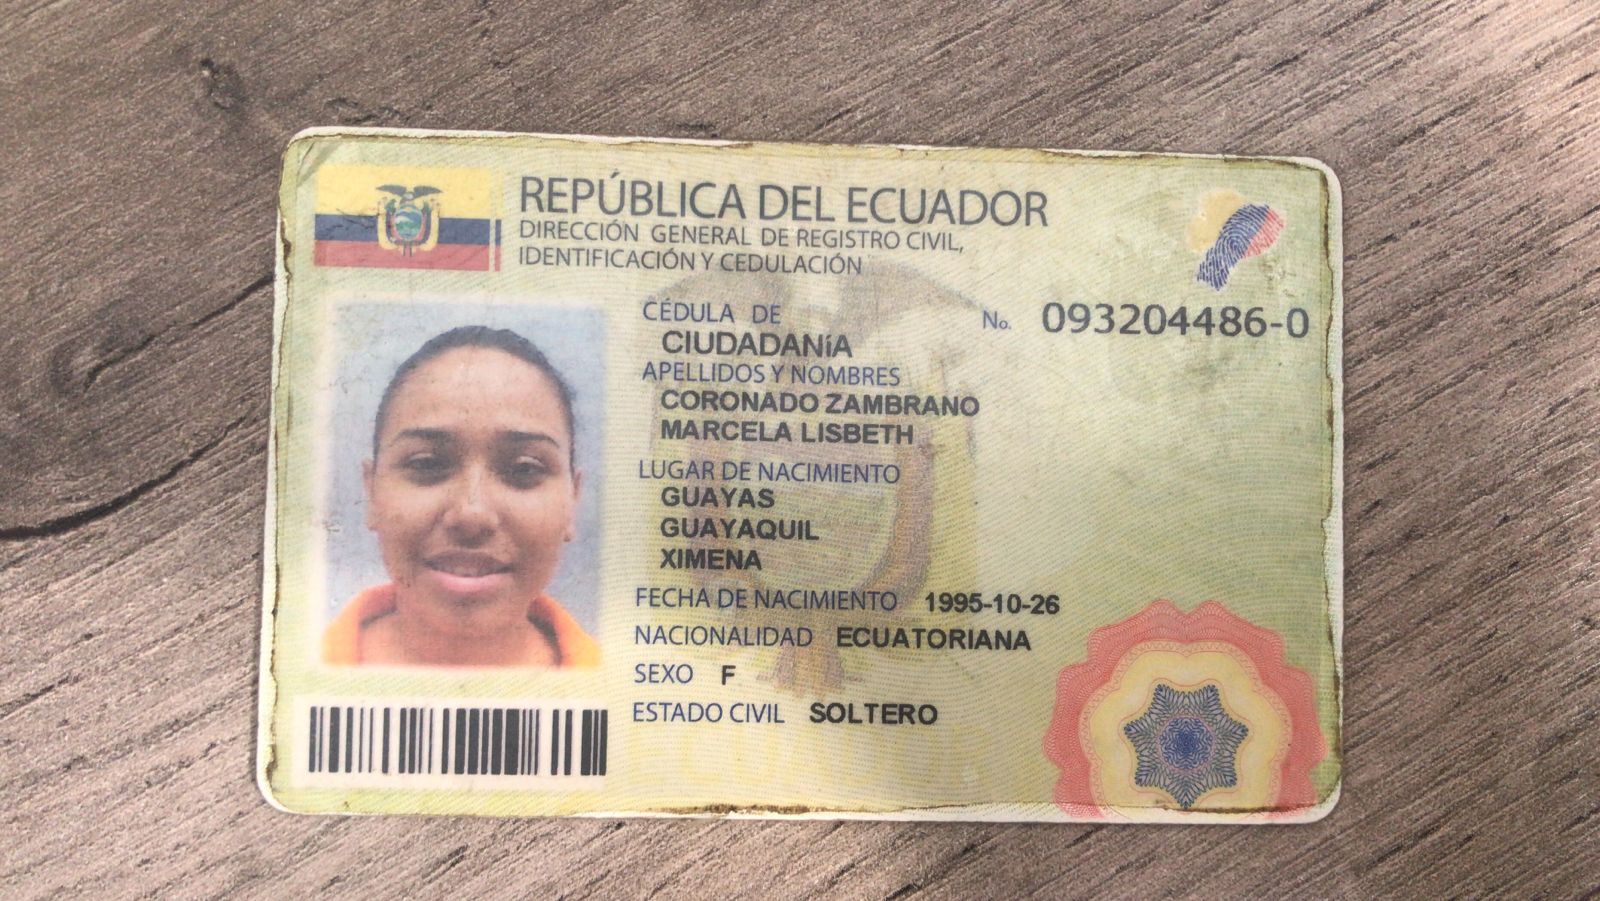 REPÚBLICA DEL ECUADOR
DIRECCIÓN GENERAL DE REGISTRO CIVIL,
IDENTIFICACIÓN Y CEDULACIÓN
CÉDULA DE No. 093204486-0
CIUDADANíA
APELLIDOS Y NOMBRES
CORONADO ZAMBRANO
MARCELA LISBETH
LUGAR DE NACIMIENTO
GUAYAS
GUAYAQUIL
XIMENA
FECHA DE NACIMIENTO 1995-10-26
NACIONALIDAD ECUATORIANA
SEXO F
ESTADO CIVIL SOLTERO